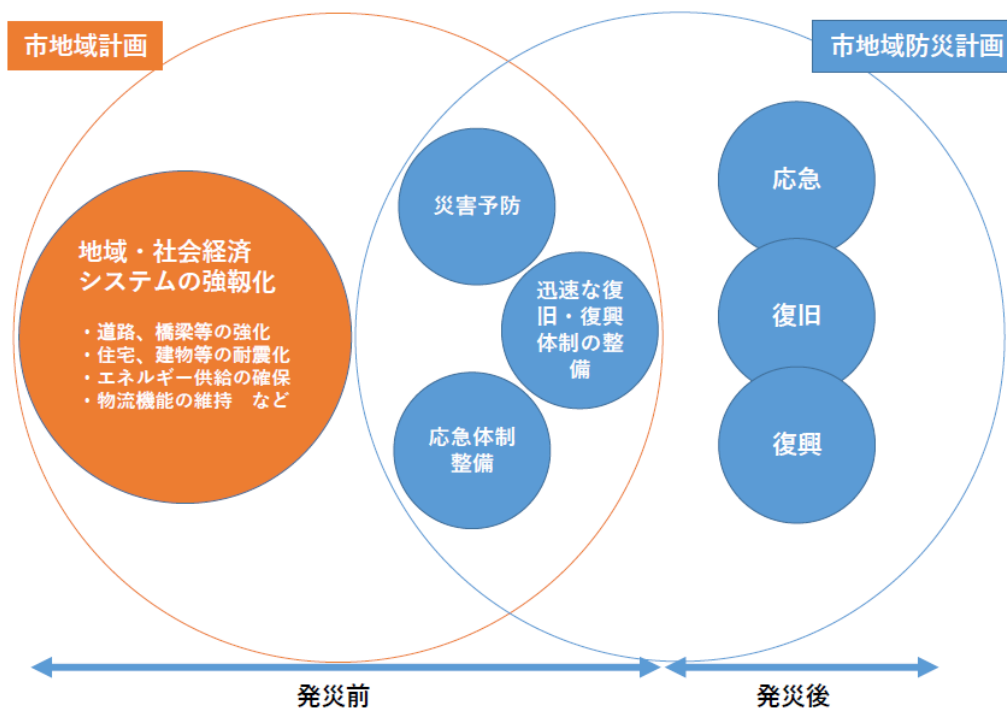 市地域計画
市地域防災計画
地域・社会経済
システムの強靱化
・道路、橋梁等の強化
・住宅、建物等の耐震化
・エネルギー供給の確保
・物流機能の維持　など
災害予防
迅速な復
旧・復興
体制の整
備
応急体制
整備
応急
復旧
復興
発災前
発災後